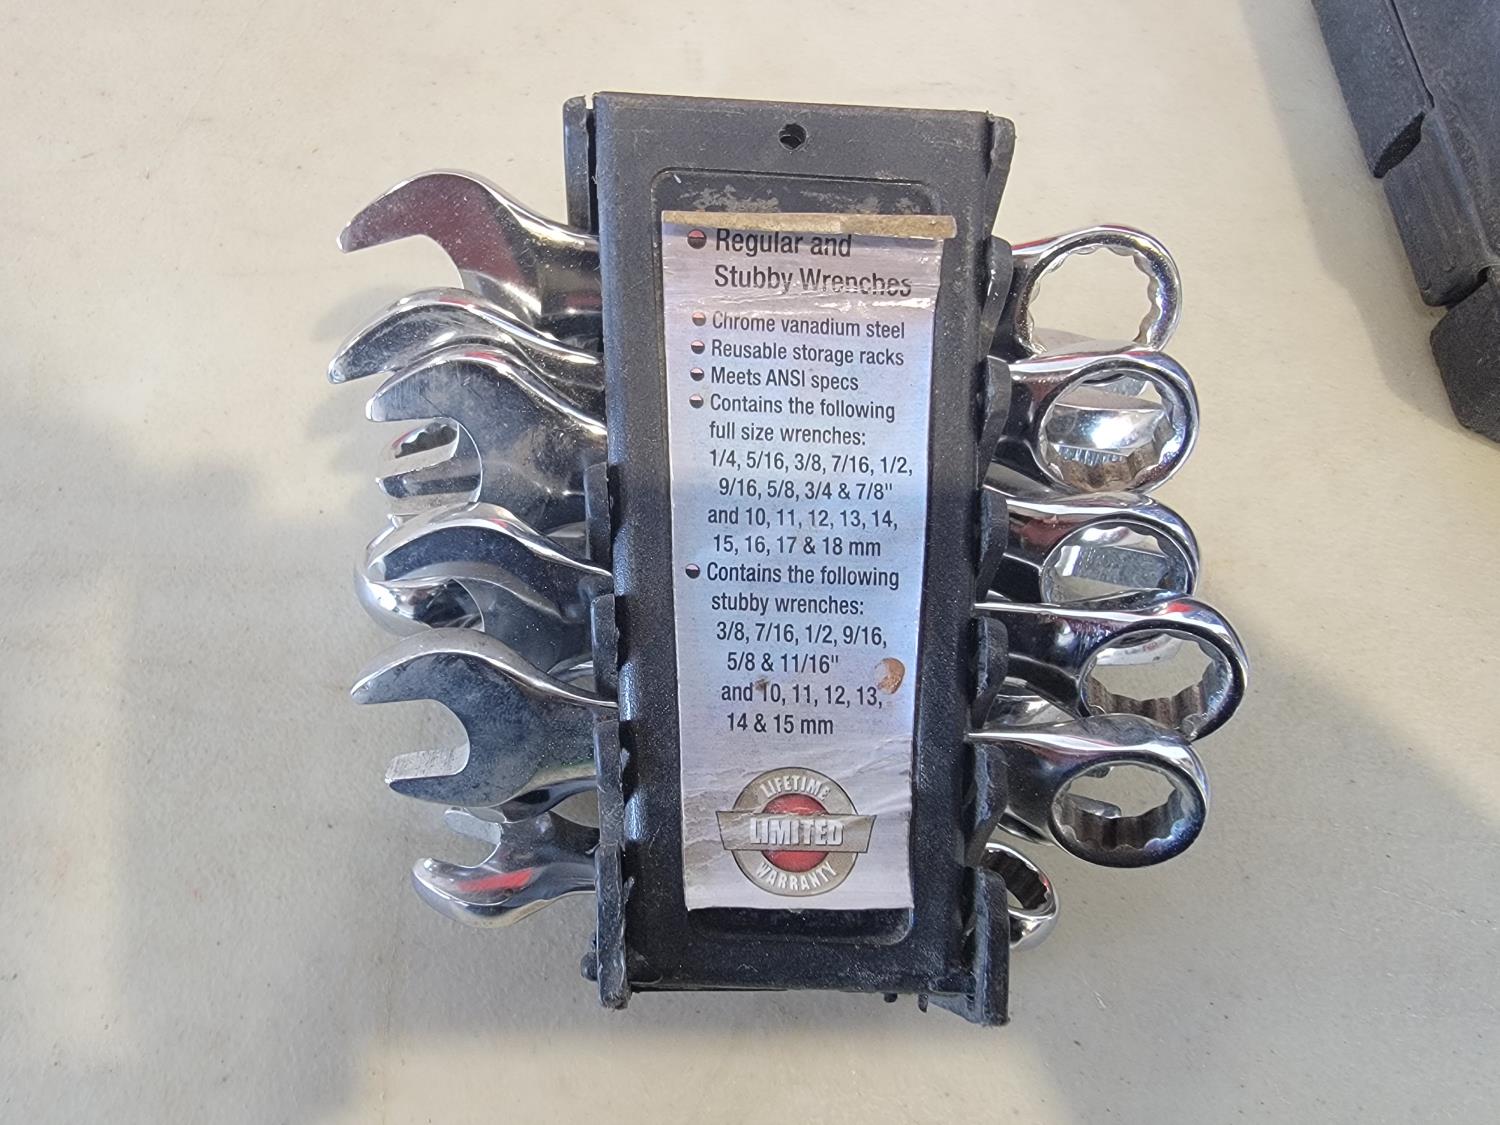 Regular and
Stubby Wrenches
Chrome vanadium steel
Reusable storage racks
Meets ANSI specs
Contains the following
full size wrenches:
1/4, 5/16, 3/8, 7/16, 1/2,
9/16, 5/8, 3/4 & 7/8"
and 10, 11, 12, 13, 14,
15, 16, 17 & 18 mm
Contains the following
stubby wrenches:
3/8, 7/16, 1/2, 9/16,
5/8 & 11/16"
and 10, 11, 12, 13,
14 & 15 mm
LIFETIME
LIMITED
WARRANTY